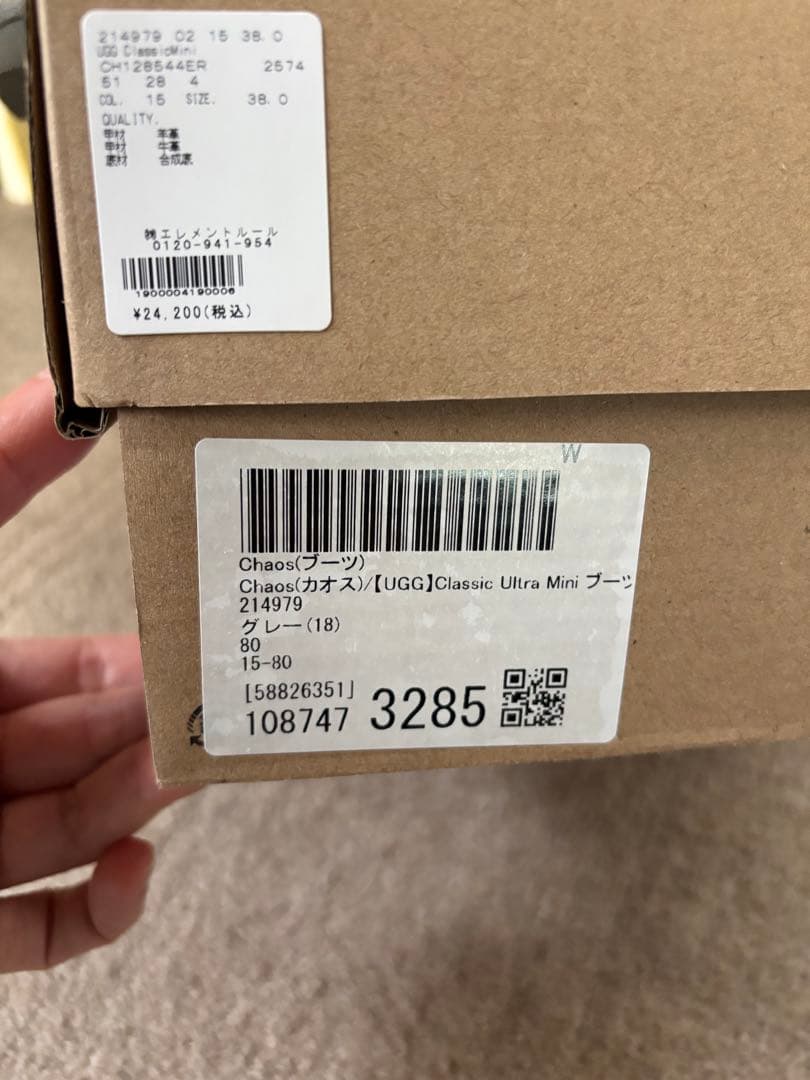 214979 02 15 38.0
UGG ClassicMini
CH128544ER 2574
51 28 4
COL. 15 SIZE. 38.0
QUALITY.
甲材 羊革
甲材 牛革
底材 合成底
㈱エレメントルール
0120-941-954
1900004190006
¥24,200(税込)
W
Chaos(ブーツ)
Chaos(カオス)/【UGG】Classic Ultra Mini ブーツ
214979
グレー(18)
80
15-80
[58826351]
108747 3285